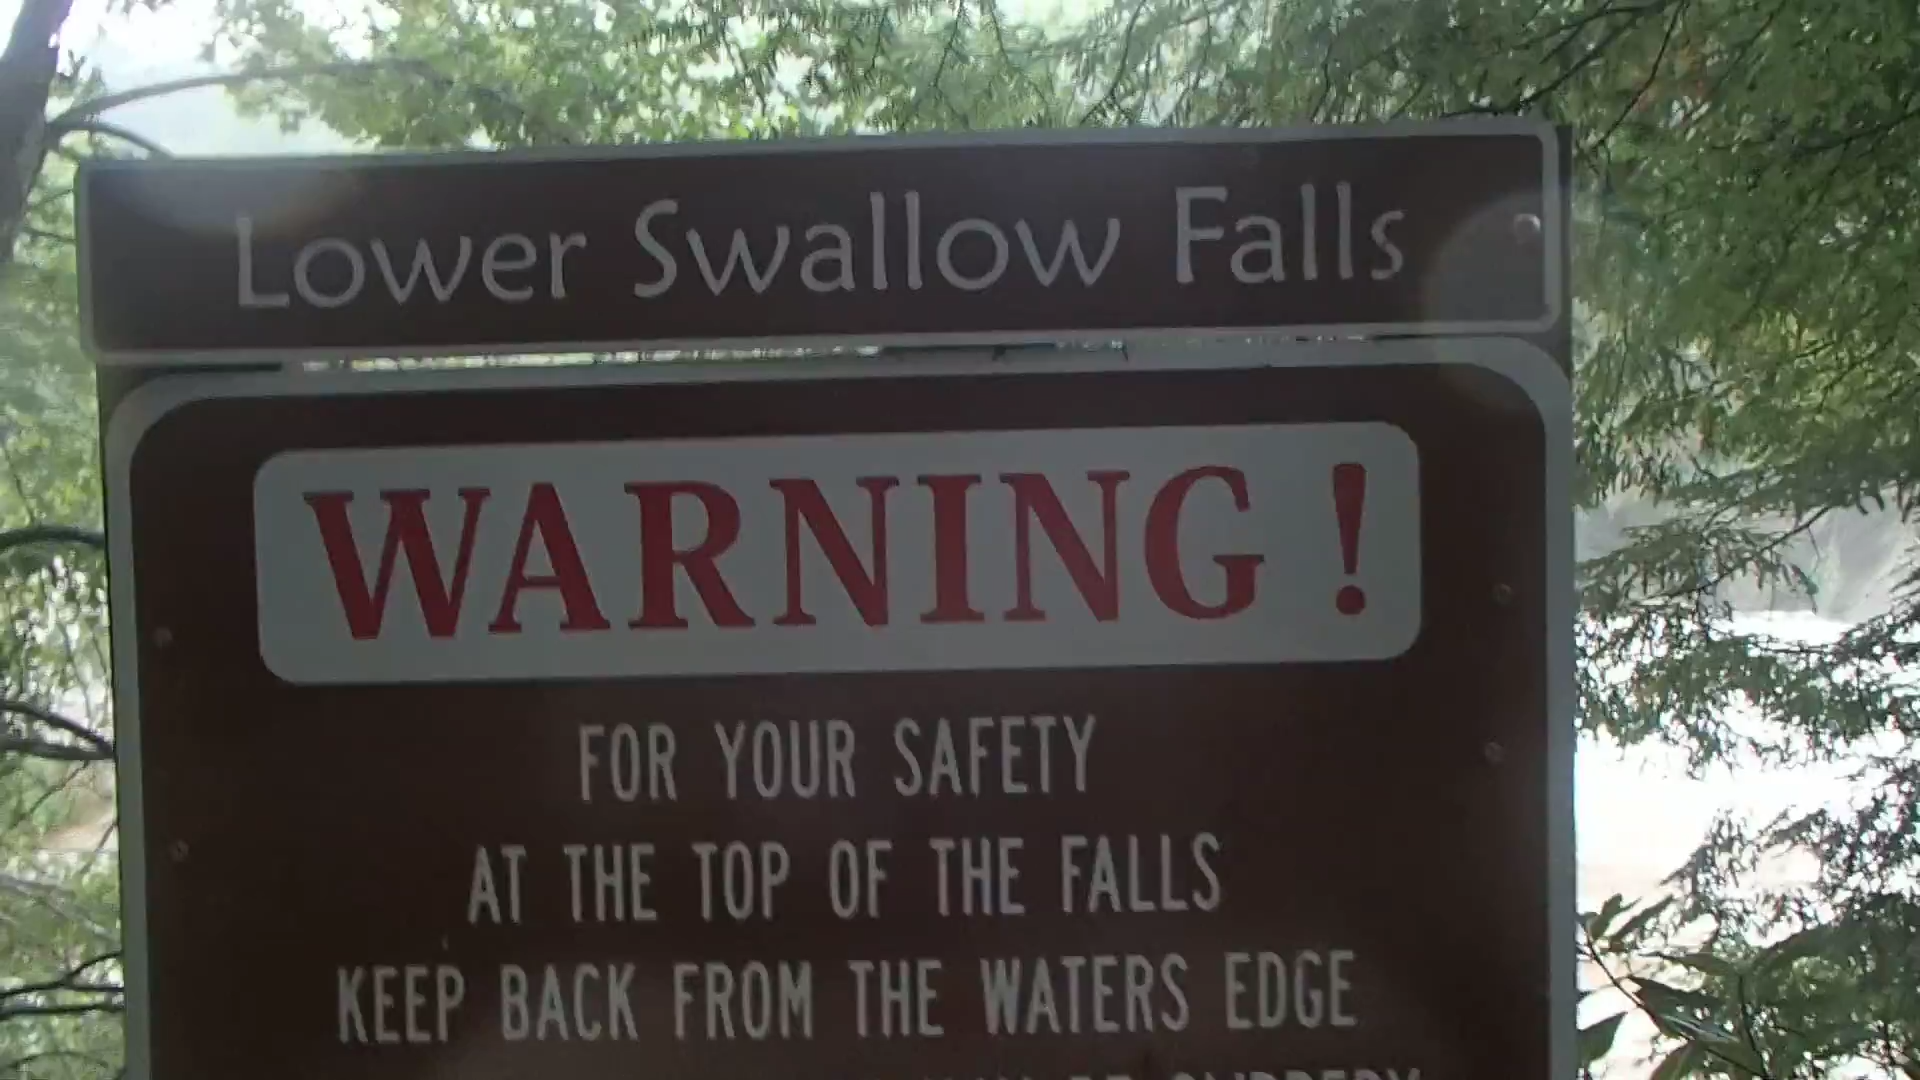 Lower Swallow Falls
WARNING !
FOR YOUR SAFETY
AT THE TOP OF THE FALLS
KEEP BACK FROM THE WATERS EDGE